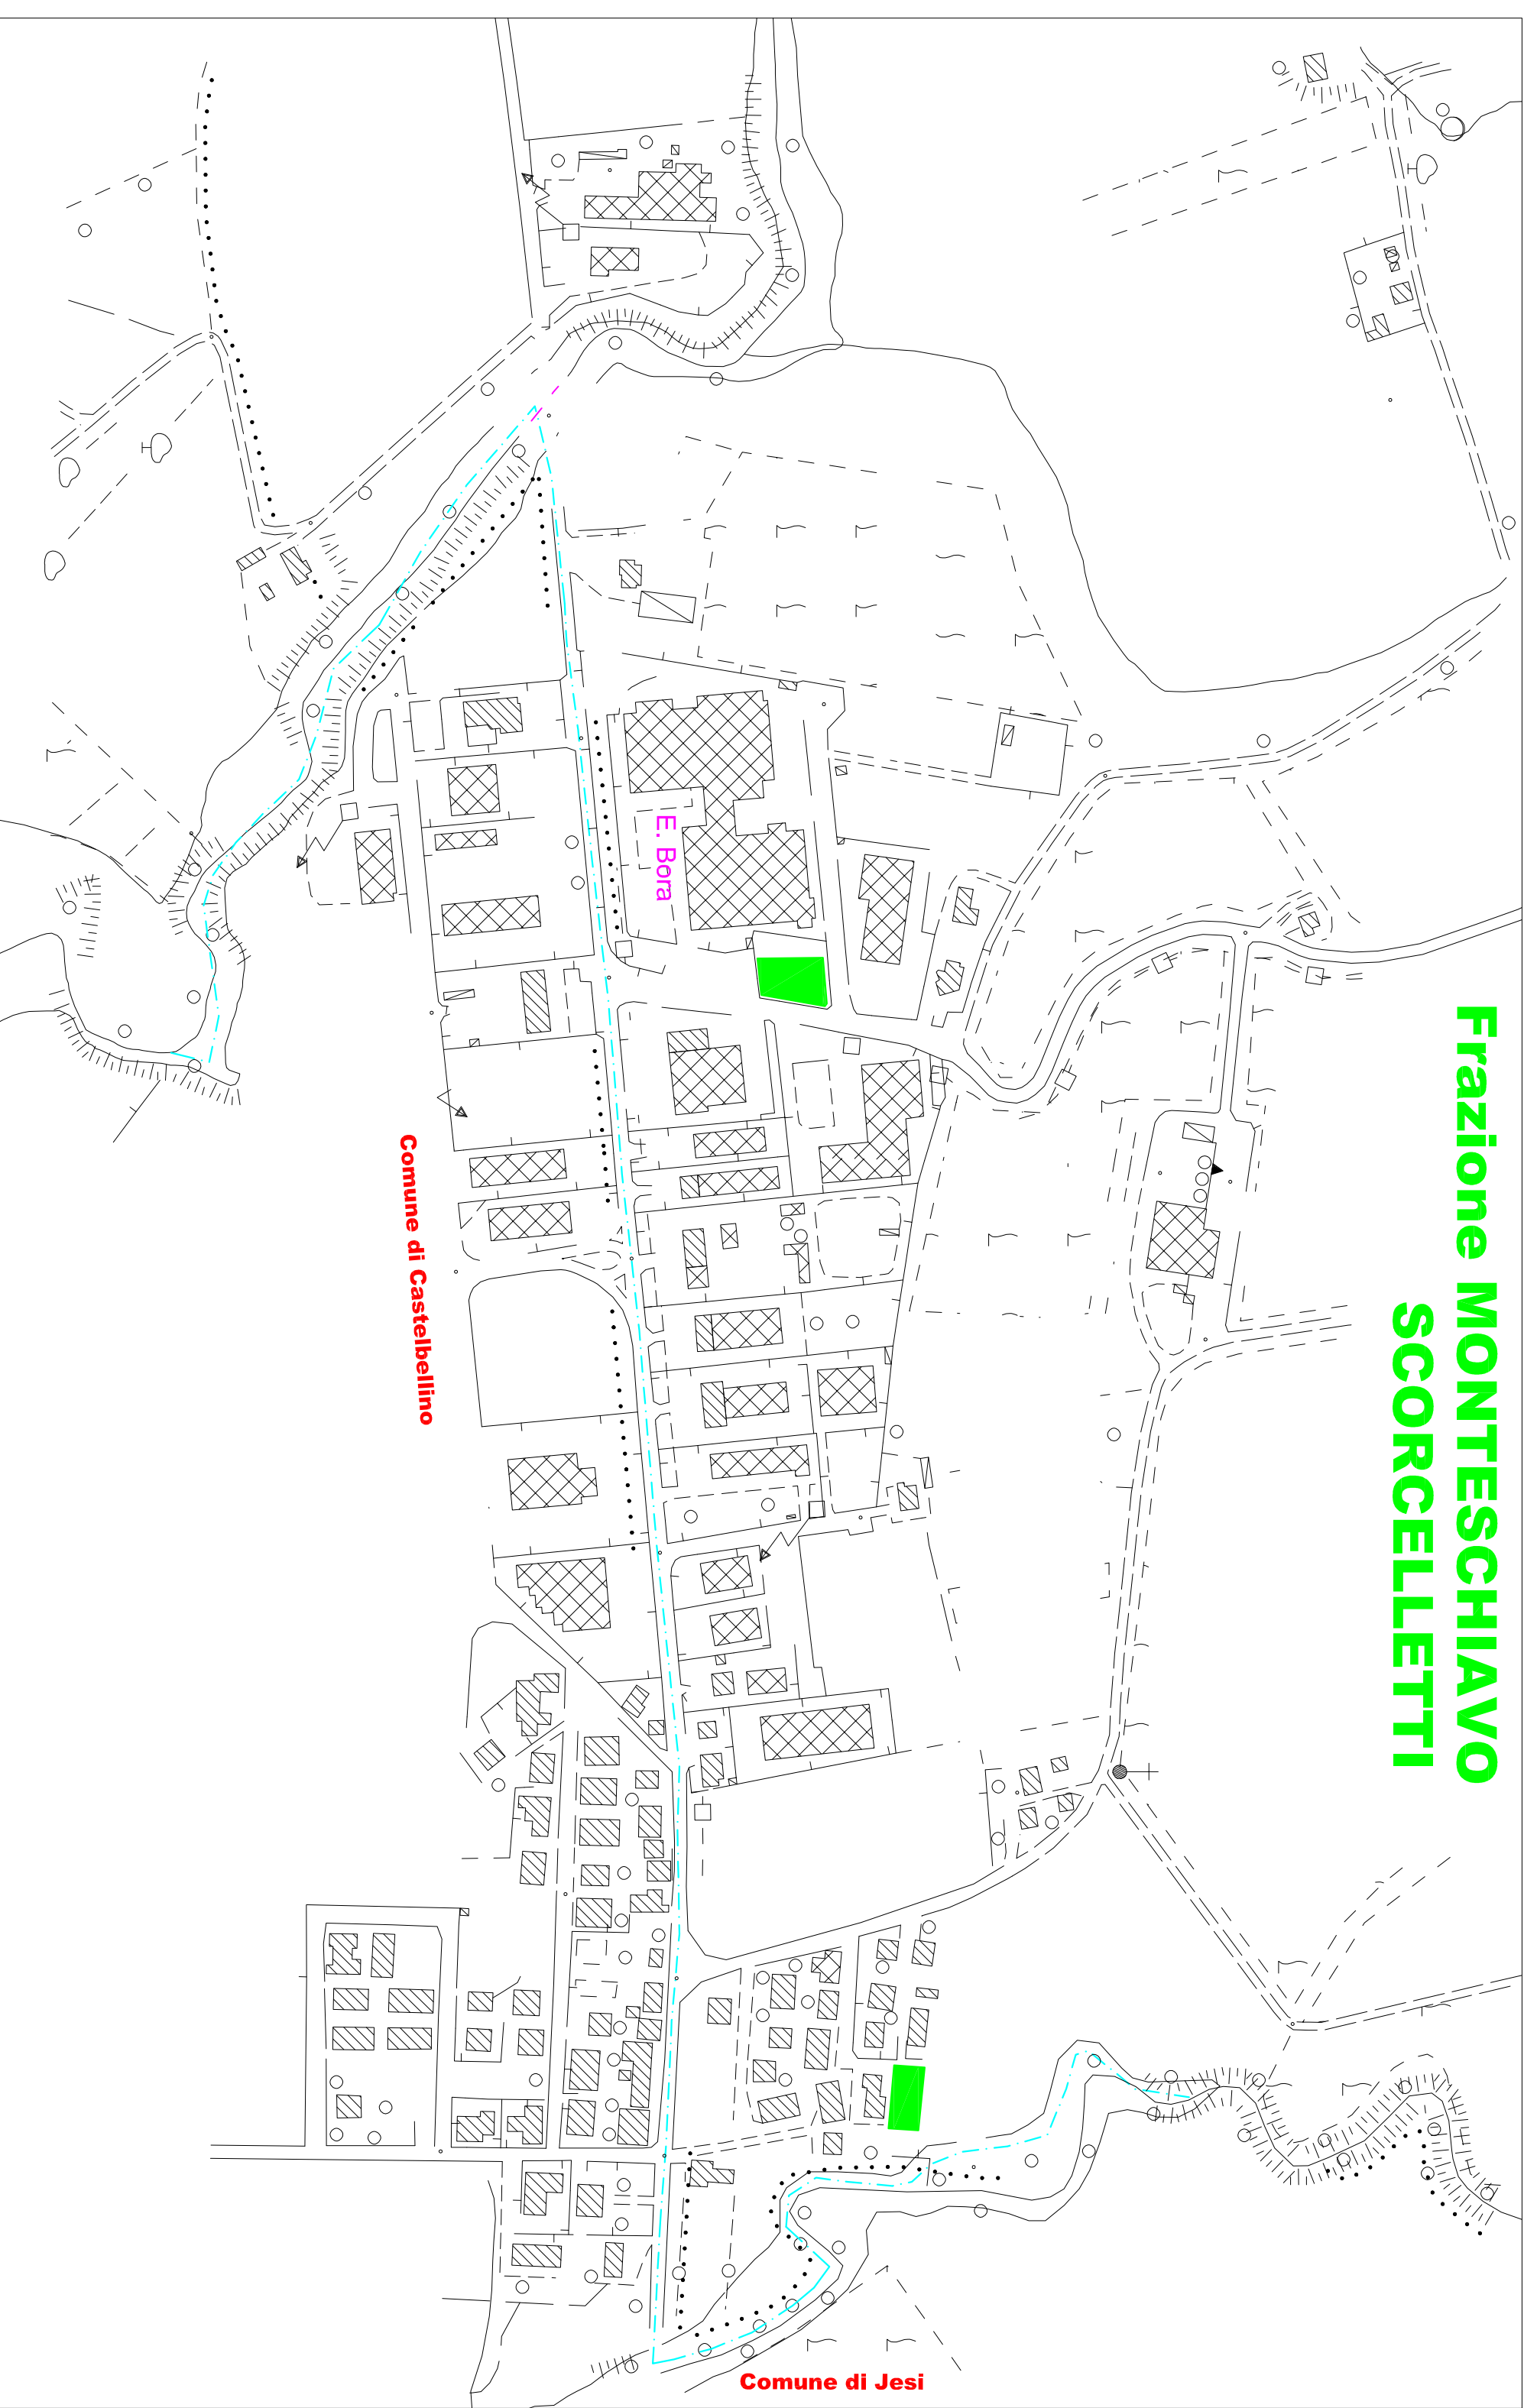 Frazione MONTESCHIAVO
SCORCELLETTI
E. Bora
Comune di Castelbellino
Comune di Jesi